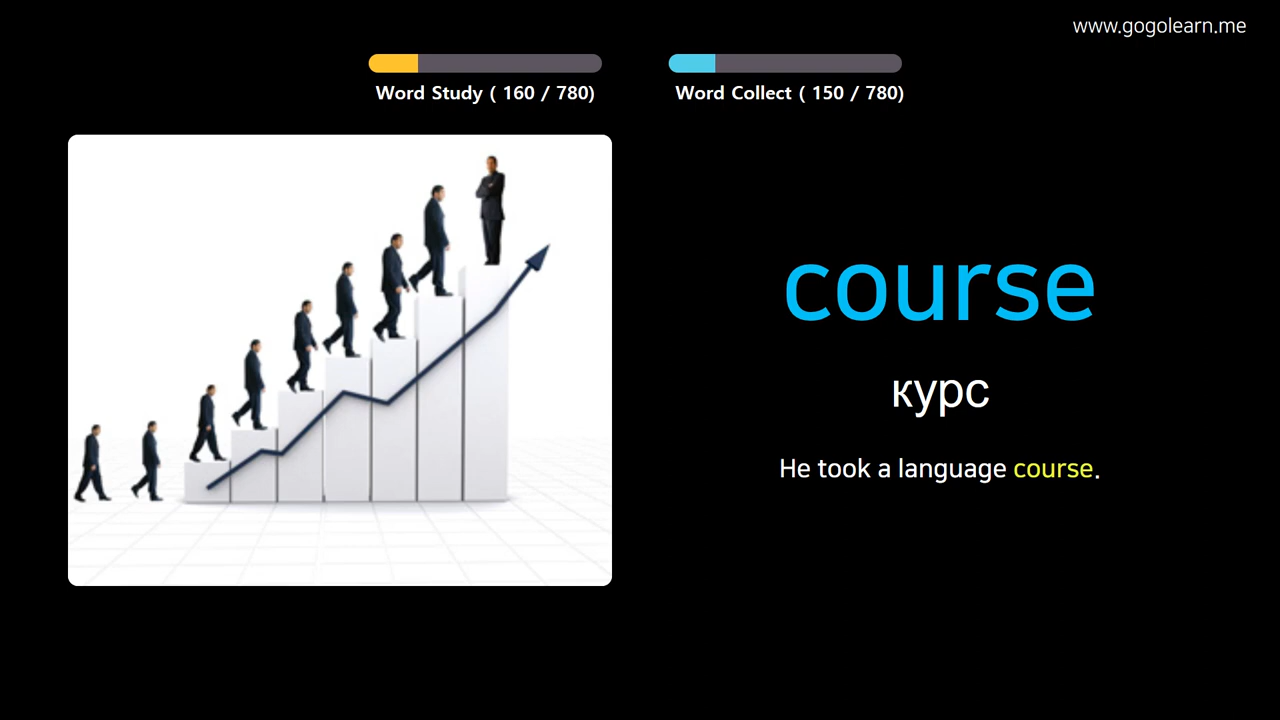 www.gogolearn.me
Word Study ( 160 / 780)
Word Collect ( 150 / 780)
course
курс
He took a language course.